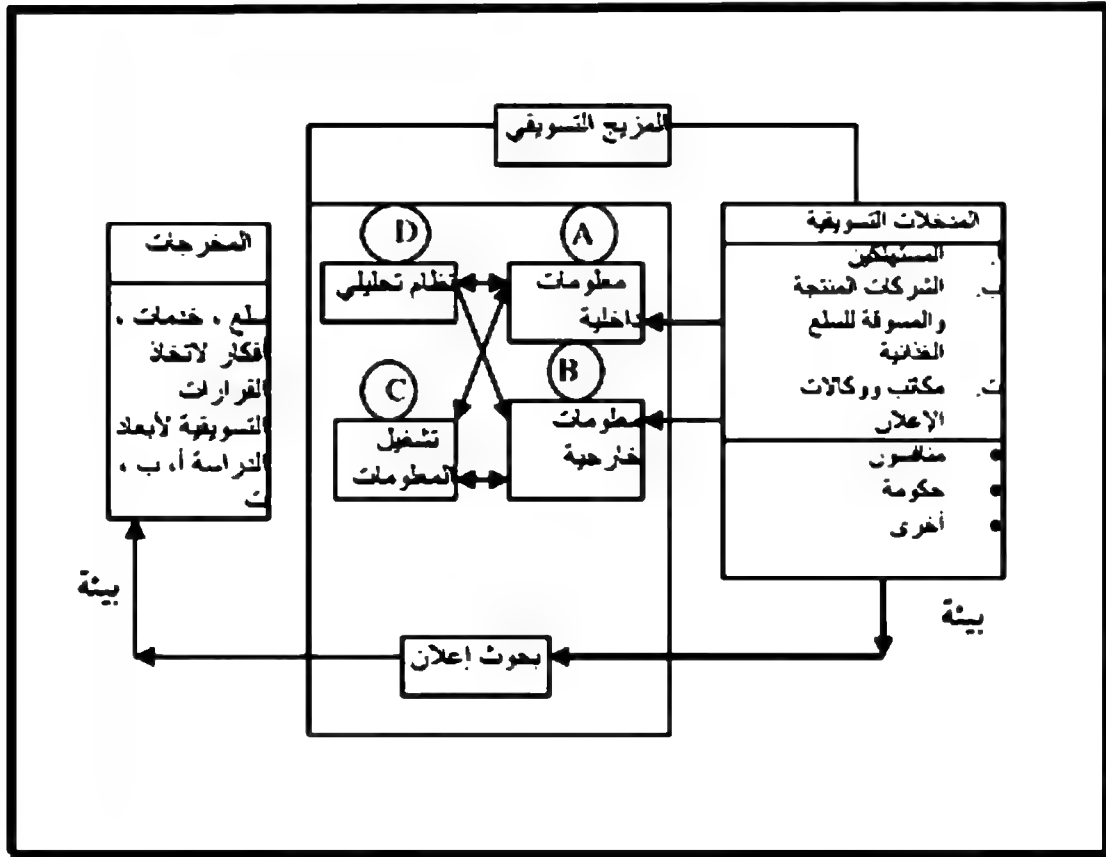 المزيج التسويقي
المدخلات التسويقية
المستهلكين
ب. الشركات المنتجة
والمسوقة للسلع
الغذائية
ت. مكاتب ووكالات
الإعلان
• منافسون
• حكومة
• أخرى
بيئة
A
معلومات
داخلية
B
معلومات
خارجية
D
نظام تحليلي
C
تشغيل
المعلومات
بحوث إعلان
المخرجات
سلع ، خدمات ،
أفكار لاتخاذ
القرارات
التسويقية لأبعاد
الدراسة أ، ب ،
ت
بيئة